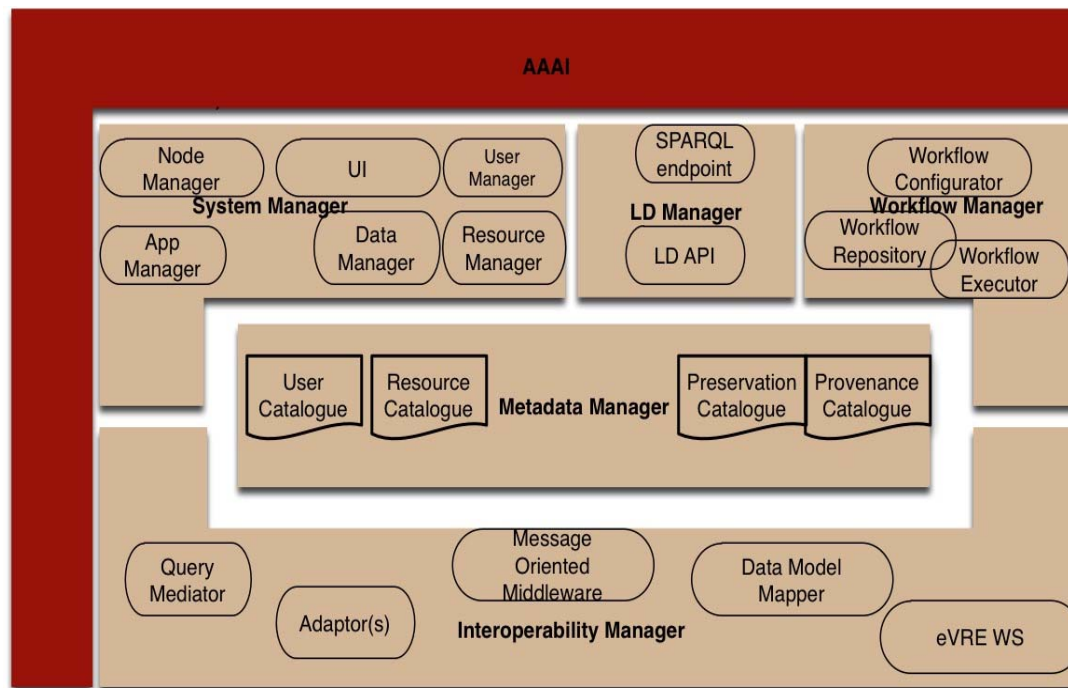 AAAI
Node
Manager
UI
User
Manager
System Manager
App
Manager
Data
Manager
Resource
Manager
SPARQL
endpoint
LD Manager
LD API
Workflow
Configurator
Workflow Manager
Workflow
Repository
Workflow
Executor
User
Catalogue
Resource
Catalogue
Metadata Manager
Preservation
Catalogue
Provenance
Catalogue
Query
Mediator
Adaptor(s)
Message
Oriented
Middleware
Data Model
Mapper
Interoperability Manager
eVRE WS